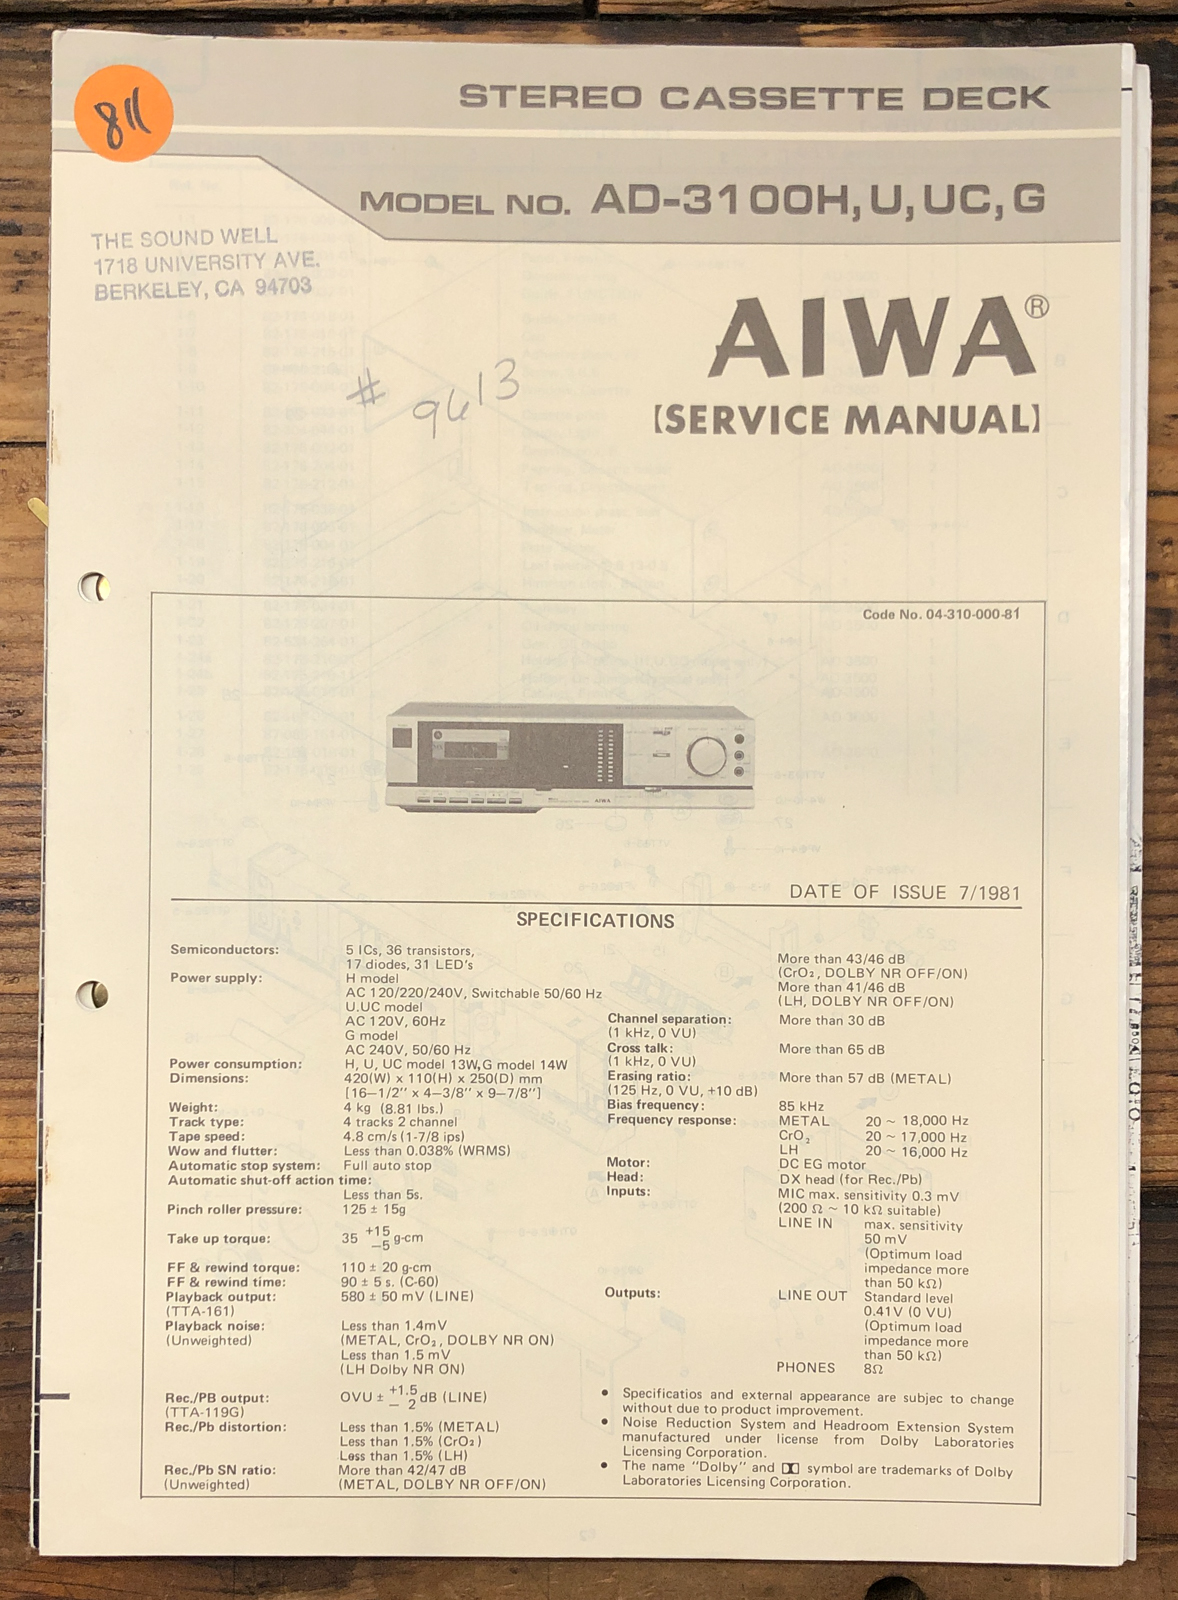 811
STEREO CASSETTE DECK
MODEL NO. AD-3100H, U, UC, G
THE SOUND WELL
1718 UNIVERSITY AVE.
BERKELEY, CA 94703
AIWA®
# 9613
[SERVICE MANUAL]
Code No. 04-310-000-81
AIWA
DATE OF ISSUE 7/1981
SPECIFICATIONS
Semiconductors: 5 ICs, 36 transistors,
17 diodes, 31 LED's
Power supply: H model
AC 120/220/240V, Switchable 50/60 Hz
U.UC model
AC 120V, 60Hz
G model
AC 240V, 50/60 Hz
Power consumption: H, U, UC model 13W, G model 14W
Dimensions: 420(W) x 110(H) x 250(D) mm
[16–1/2" x 4–3/8" x 9–7/8"]
Weight: 4 kg (8.81 lbs.)
Track type: 4 tracks 2 channel
Tape speed: 4.8 cm/s (1-7/8 ips)
Wow and flutter: Less than 0.038% (WRMS)
Automatic stop system: Full auto stop
Automatic shut-off action time:
Less than 5s.
Pinch roller pressure: 125 ± 15g
Take up torque: 35 +15 –5 g-cm
FF & rewind torque: 110 ± 20 g-cm
FF & rewind time: 90 ± 5 s. (C-60)
Playback output: 580 ± 50 mV (LINE)
(TTA-161)
Playback noise: Less than 1.4mV
(Unweighted) (METAL, CrO₂, DOLBY NR ON)
Less than 1.5 mV
(LH Dolby NR ON)
Rec./PB output: OVU ± +1.5 – 2 dB (LINE)
(TTA-119G)
Rec./Pb distortion: Less than 1.5% (METAL)
Less than 1.5% (CrO₂)
Less than 1.5% (LH)
Rec./Pb SN ratio: More than 42/47 dB
(Unweighted) (METAL, DOLBY NR OFF/ON)
More than 43/46 dB
(CrO₂, DOLBY NR OFF/ON)
More than 41/46 dB
(LH, DOLBY NR OFF/ON)
Channel separation: More than 30 dB
(1 kHz, 0 VU)
Cross talk: More than 65 dB
(1 kHz, 0 VU)
Erasing ratio: More than 57 dB (METAL)
(125 Hz, 0 VU, +10 dB)
Bias frequency: 85 kHz
Frequency response: METAL 20 ~ 18,000 Hz
CrO₂ 20 ~ 17,000 Hz
LH 20 ~ 16,000 Hz
Motor: DC EG motor
Head: DX head (for Rec./Pb)
Inputs: MIC max. sensitivity 0.3 mV
(200 Ω ~ 10 kΩ suitable)
LINE IN max. sensitivity
50 mV
(Optimum load
impedance more
than 50 kΩ)
Outputs: LINE OUT Standard level
0.41V (0 VU)
(Optimum load
impedance more
than 50 kΩ)
PHONES 8Ω
• Specificatios and external appearance are subjec to change
without due to product improvement.
• Noise Reduction System and Headroom Extension System
manufactured under license from Dolby Laboratories
Licensing Corporation.
• The name "Dolby" and symbol are trademarks of Dolby
Laboratories Licensing Corporation.